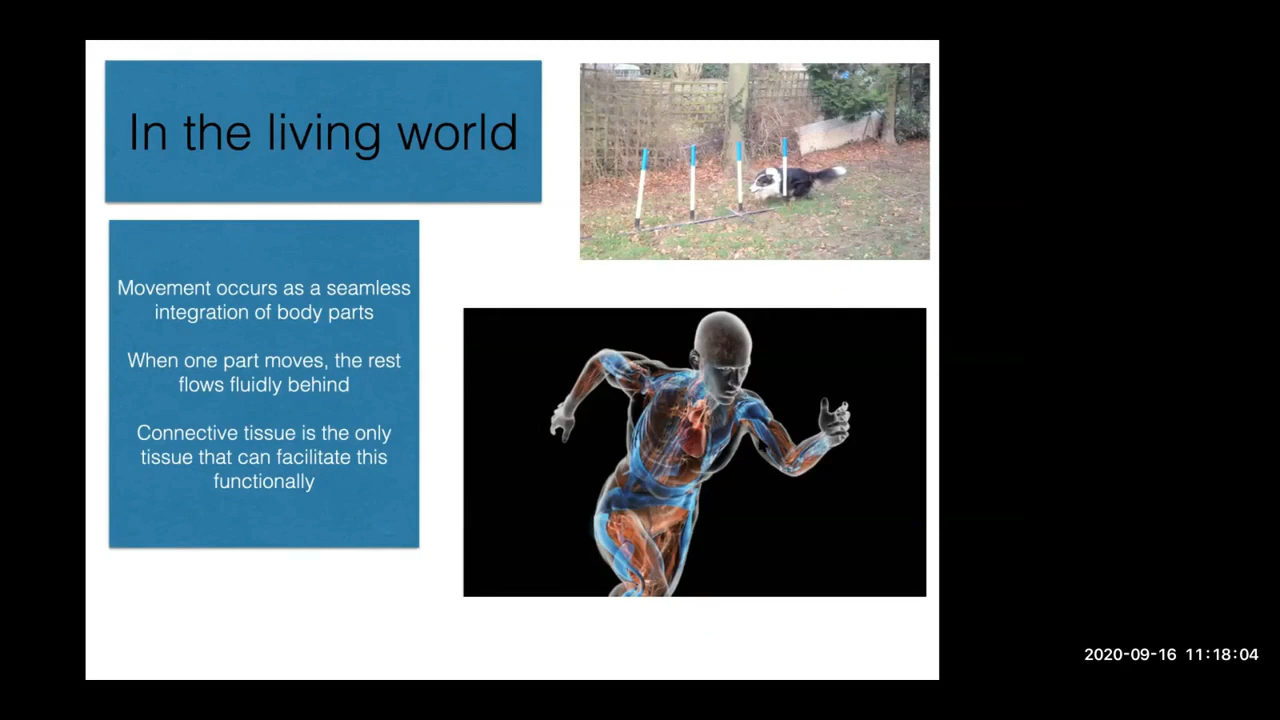 In the living world
Movement occurs as a seamless
integration of body parts
When one part moves, the rest
flows fluidly behind
Connective tissue is the only
tissue that can facilitate this
functionally
2020-09-16 11:18:04